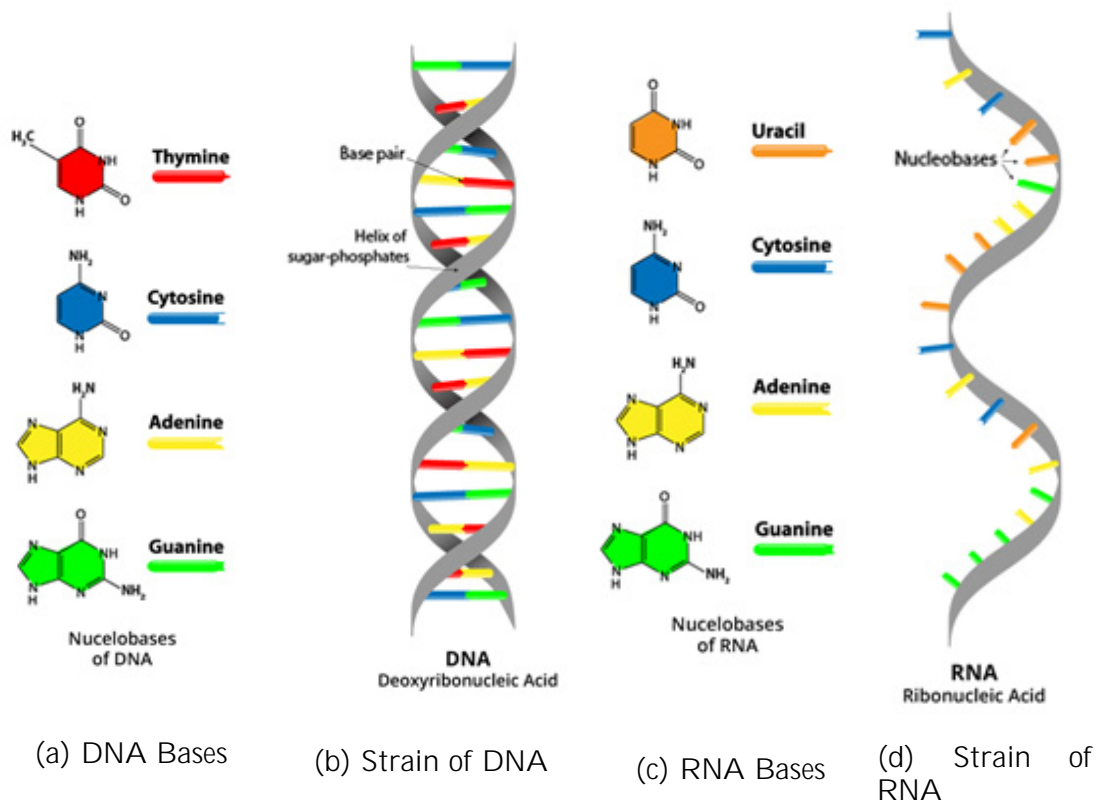 O
H₃C
NH
O
N
H
Thymine
NH₂
N
O
N
H
Cytosine
H₂N
N
N
N
H
N
Adenine
O
N
NH
N
H
N
NH₂
Guanine
Nucelobases
of DNA
Base pair
Helix of
sugar-phosphates
DNA
Deoxyribonucleic Acid
O
NH
O
N
H
Uracil
NH₂
N
O
N
H
Cytosine
H₂N
N
N
N
H
N
Adenine
O
N
NH
N
H
N
NH₂
Guanine
Nucelobases
of RNA
Nucleobases
RNA
Ribonucleic Acid
(a) DNA Bases
(b) Strain of DNA
(c) RNA Bases
(d) Strain of
RNA